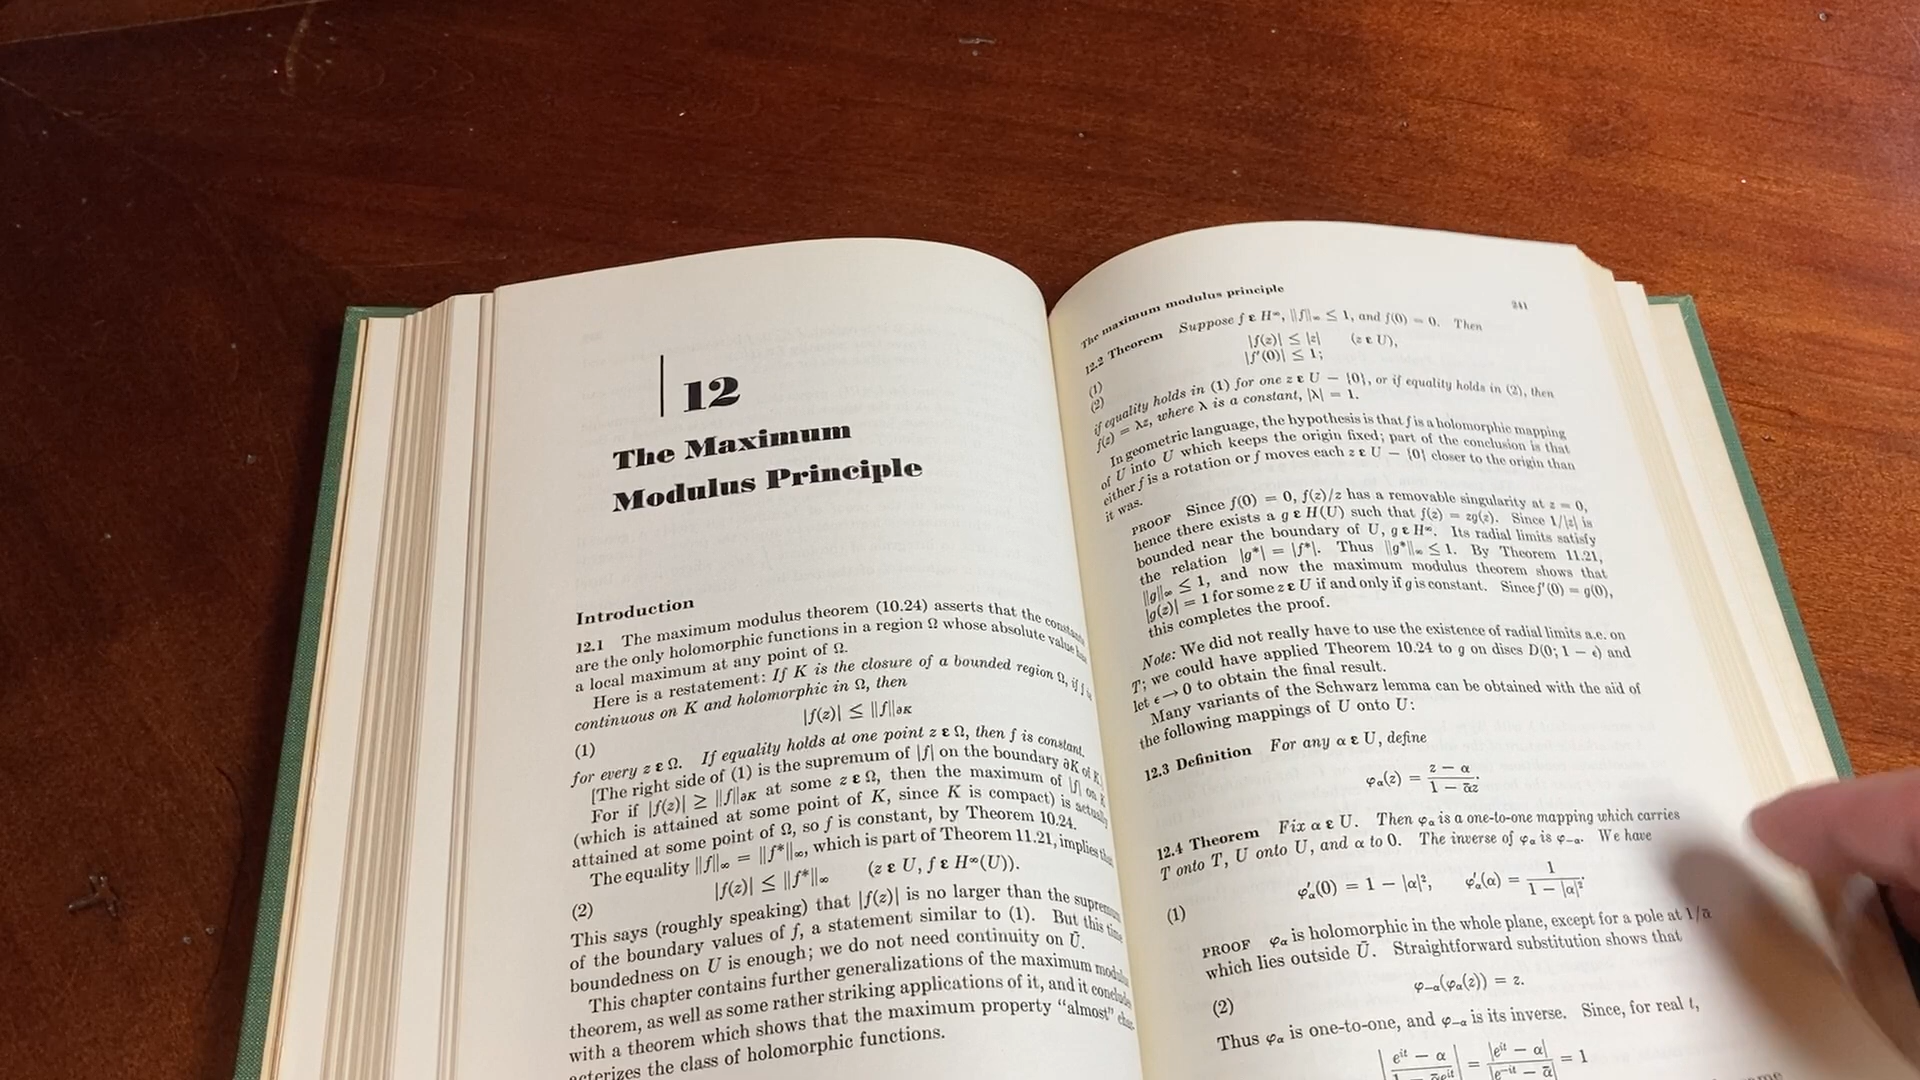 12
The Maximum
Modulus Principle
Introduction
12.1 The maximum modulus theorem (10.24) asserts that the constants
are the only holomorphic functions in a region Ω whose absolute value has
a local maximum at any point of Ω.
Here is a restatement: If K is the closure of a bounded region Ω, if f is
continuous on K and holomorphic in Ω, then
(1) |f(z)| ≤ ‖f‖∂K
for every z ε Ω. If equality holds at one point z ε Ω, then f is constant.
[The right side of (1) is the supremum of |f| on the boundary ∂K of K.]
For if |f(z)| ≥ ‖f‖∂K at some z ε Ω, then the maximum of |f| on K
(which is attained at some point of K, since K is compact) is actually
attained at some point of Ω, so f is constant, by Theorem 10.24.
The equality ‖f‖∞ = ‖f*‖∞, which is part of Theorem 11.21, implies that
(2) |f(z)| ≤ ‖f*‖∞ (z ε U, f ε H∞(U)).
This says (roughly speaking) that |f(z)| is no larger than the supremum
of the boundary values of f, a statement similar to (1). But this time
boundedness on U is enough; we do not need continuity on Ū.
This chapter contains further generalizations of the maximum modulus
theorem, as well as some rather striking applications of it, and it concludes
with a theorem which shows that the maximum property “almost” char-
acterizes the class of holomorphic functions.
The maximum modulus principle 241
12.2 Theorem Suppose f ε H∞, ‖f‖∞ ≤ 1, and f(0) = 0. Then
(1) |f(z)| ≤ |z| (z ε U),
(2) |f′(0)| ≤ 1;
if equality holds in (1) for one z ε U − {0}, or if equality holds in (2), then
f(z) = λz, where λ is a constant, |λ| = 1.
In geometric language, the hypothesis is that f is a holomorphic mapping
of U into U which keeps the origin fixed; part of the conclusion is that
either f is a rotation or f moves each z ε U − {0} closer to the origin than
it was.
PROOF Since f(0) = 0, f(z)/z has a removable singularity at z = 0,
hence there exists a g ε H(U) such that f(z) = zg(z). Since 1/|z| is
bounded near the boundary of U, g ε H∞. Its radial limits satisfy
the relation |g*| = |f*|. Thus ‖g*‖∞ ≤ 1. By Theorem 11.21,
‖g‖∞ ≤ 1, and now the maximum modulus theorem shows that
|g(z)| = 1 for some z ε U if and only if g is constant. Since f′(0) = g(0),
this completes the proof.
Note: We did not really have to use the existence of radial limits a.e. on
T; we could have applied Theorem 10.24 to g on discs D(0; 1 − ϵ) and
let ϵ → 0 to obtain the final result.
Many variants of the Schwarz lemma can be obtained with the aid of
the following mappings of U onto U:
12.3 Definition For any α ε U, define
φα(z) = (z − α)/(1 − ᾱz).
12.4 Theorem Fix α ε U. Then φα is a one-to-one mapping which carries
T onto T, U onto U, and α to 0. The inverse of φα is φ−α. We have
(1) φ′α(0) = 1 − |α|², φ′α(α) = 1/(1 − |α|²).
PROOF φα is holomorphic in the whole plane, except for a pole at 1/ᾱ
which lies outside Ū. Straightforward substitution shows that
(2) φ−α(φα(z)) = z.
Thus φα is one-to-one, and φ−α is its inverse. Since, for real t,
|(e^it − α)/(1 − ᾱe^it)| = |e^it − α|/|e^−it − ᾱ| = 1